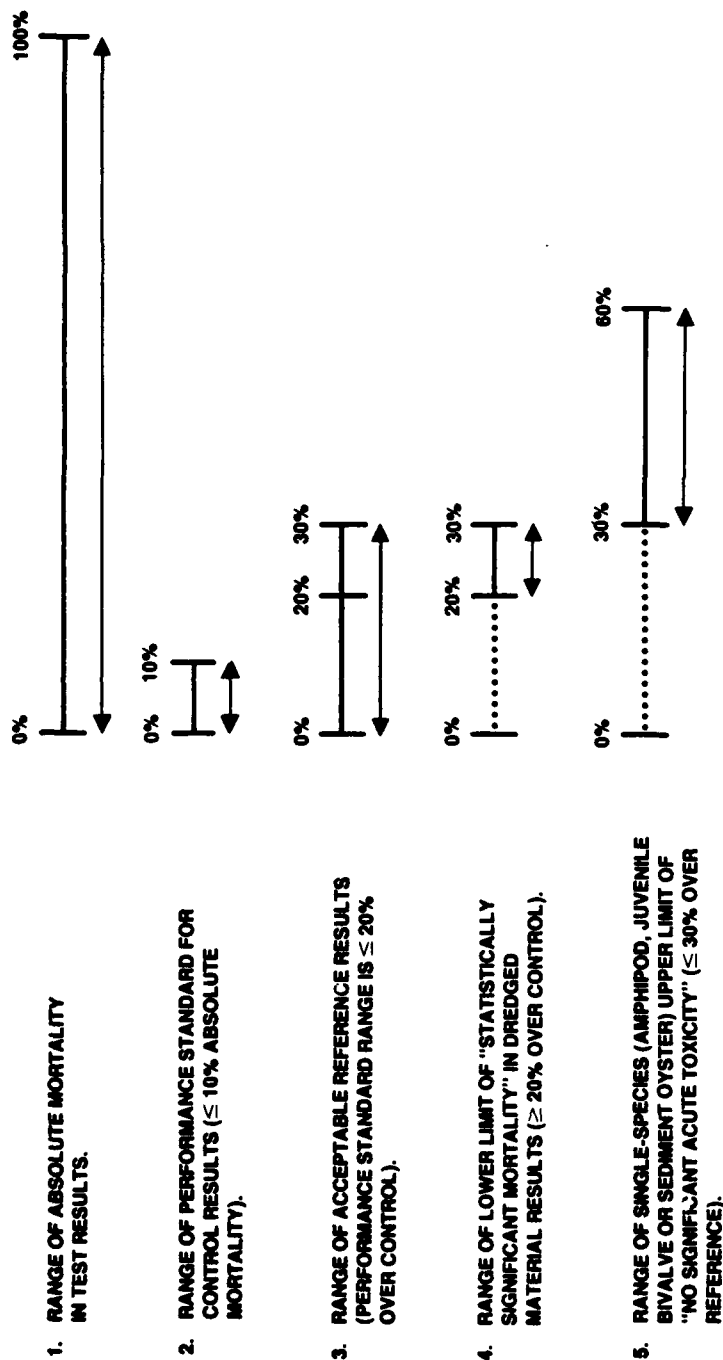 1. RANGE OF ABSOLUTE MORTALITY
IN TEST RESULTS.
0% 100%
2. RANGE OF PERFORMANCE STANDARD FOR
CONTROL RESULTS (≤ 10% ABSOLUTE
MORTALITY).
0% 10%
3. RANGE OF ACCEPTABLE REFERENCE RESULTS
(PERFORMANCE STANDARD RANGE IS ≤ 20%
OVER CONTROL).
0% 20% 30%
4. RANGE OF LOWER LIMIT OF "STATISTICALLY
SIGNIFICANT MORTALITY" IN DREDGED
MATERIAL RESULTS (≥ 20% OVER CONTROL).
0% 20% 30%
5. RANGE OF SINGLE-SPECIES (AMPHIPOD, JUVENILE
BIVALVE OR SEDIMENT OYSTER) UPPER LIMIT OF
"NO SIGNIFICANT ACUTE TOXICITY" (≤ 30% OVER
REFERENCE).
0% 30% 60%